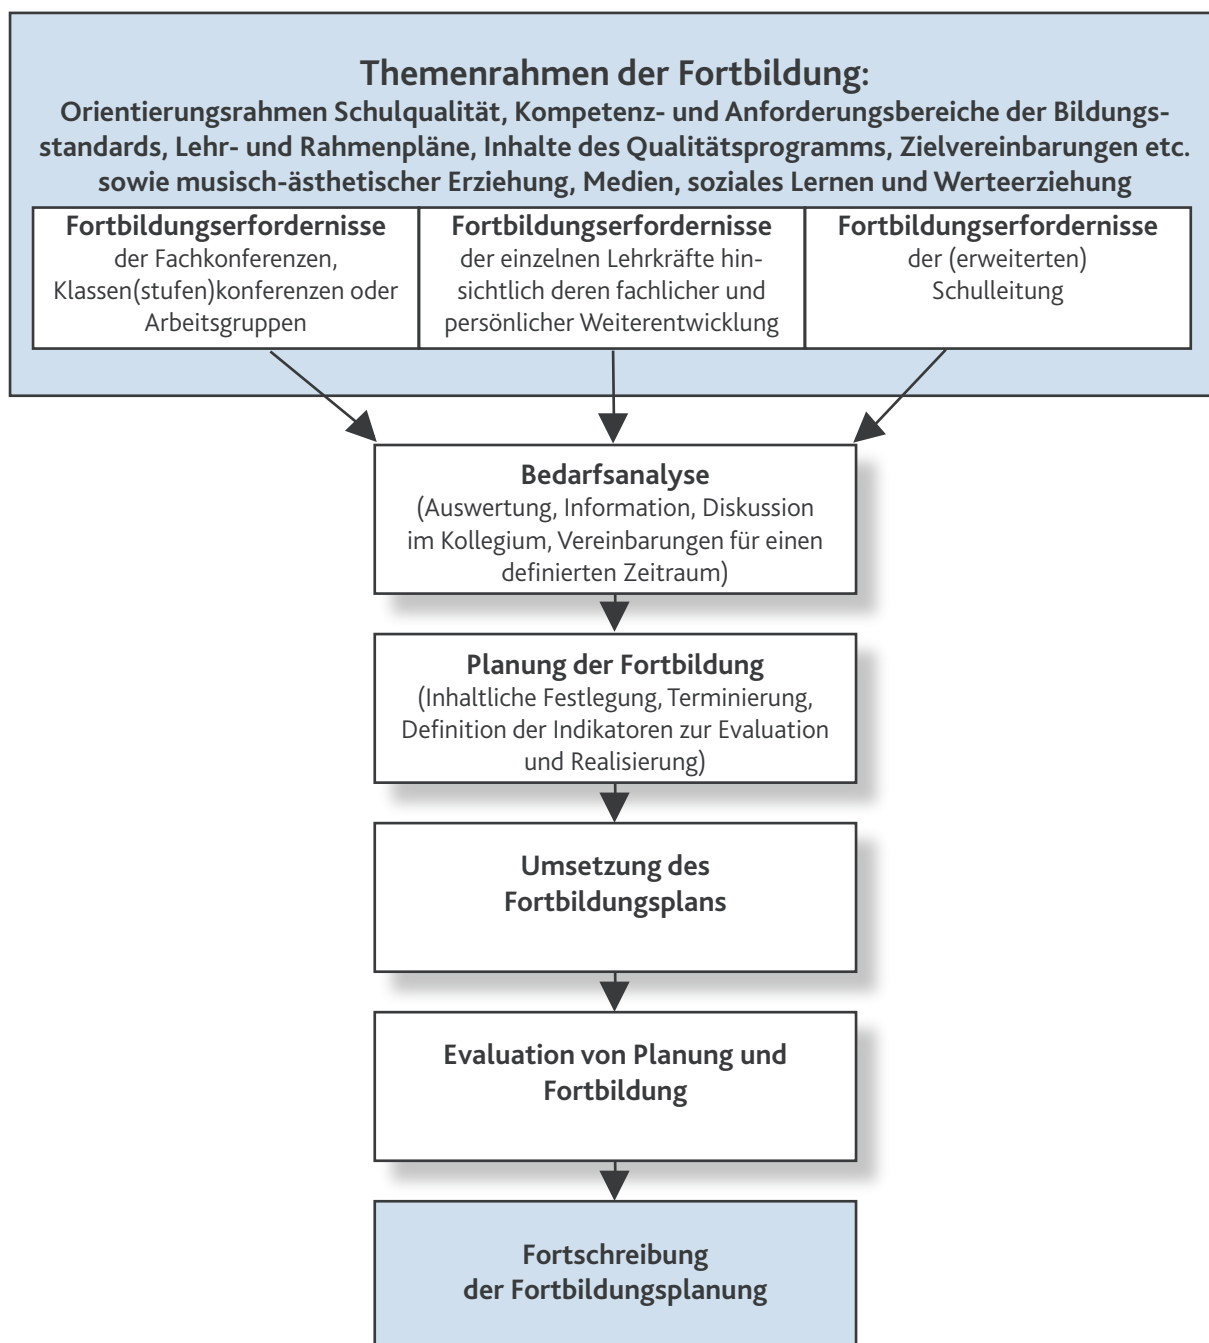 Themenrahmen der Fortbildung:
Orientierungsrahmen Schulqualität, Kompetenz- und Anforderungsbereiche der Bildungs-
standards, Lehr- und Rahmenpläne, Inhalte des Qualitätsprogramms, Zielvereinbarungen etc.
sowie musisch-ästhetischer Erziehung, Medien, soziales Lernen und Werteerziehung
Fortbildungserfordernisse
der Fachkonferenzen,
Klassen(stufen)konferenzen oder
Arbeitsgruppen
Fortbildungserfordernisse
der einzelnen Lehrkräfte hin-
sichtlich deren fachlicher und
persönlicher Weiterentwicklung
Fortbildungserfordernisse
der (erweiterten)
Schulleitung
Bedarfsanalyse
(Auswertung, Information, Diskussion
im Kollegium, Vereinbarungen für einen
definierten Zeitraum)
Planung der Fortbildung
(Inhaltliche Festlegung, Terminierung,
Definition der Indikatoren zur Evaluation
und Realisierung)
Umsetzung des
Fortbildungsplans
Evaluation von Planung und
Fortbildung
Fortschreibung
der Fortbildungsplanung